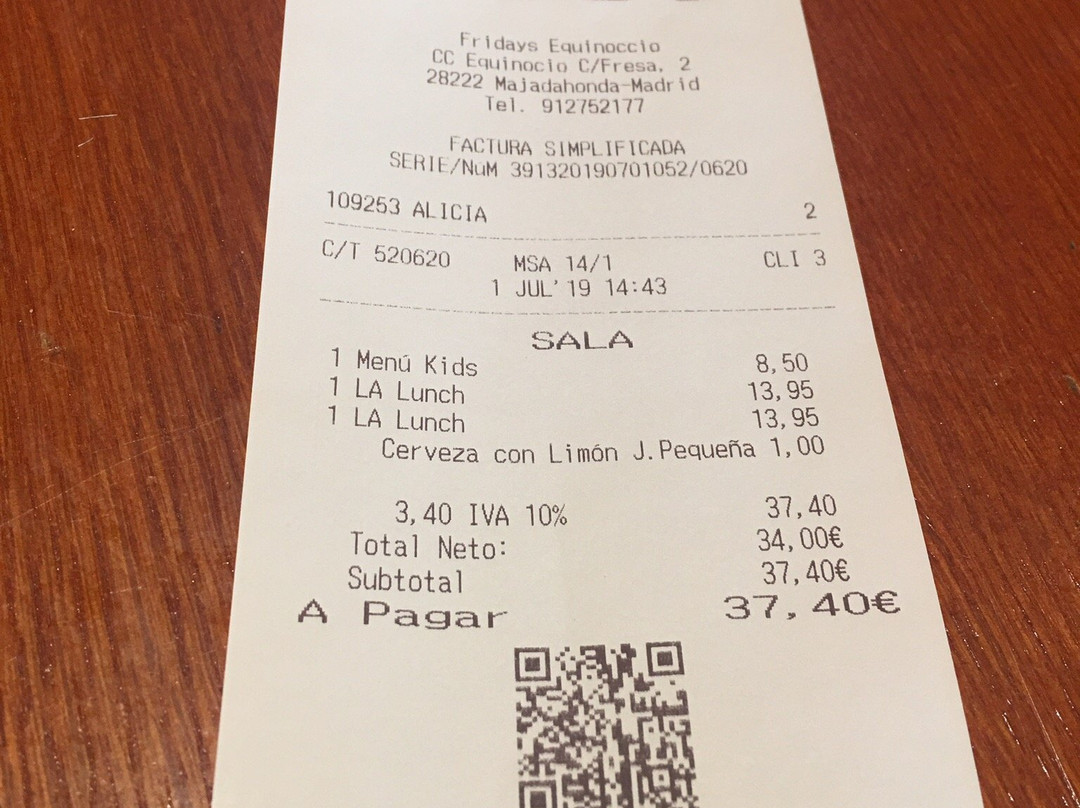 Fridays Equinoccio
CC Equinocio C/Fresa, 2
28222 Majadahonda-Madrid
Tel. 912752177
FACTURA SIMPLIFICADA
SERIE/NuM 391320190701052/0620
109253 ALICIA 2
C/T 520620 MSA 14/1 CLI 3
1 JUL'19 14:43
SALA
1 Menú Kids 8,50
1 LA Lunch 13,95
1 LA Lunch 13,95
Cerveza con Limón J.Pequeña 1,00
3,40 IVA 10% 37,40
Total Neto: 34,00€
Subtotal 37,40€
A Pagar 37,40€